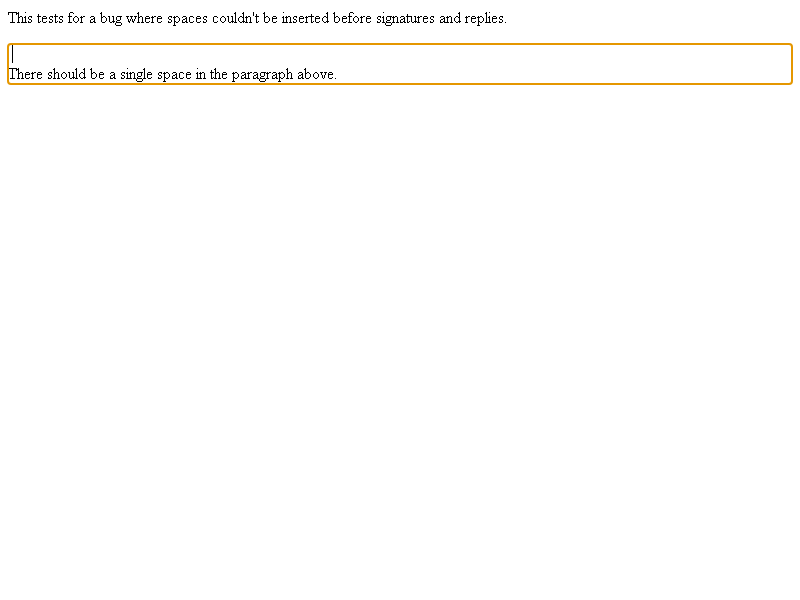 This tests for a bug where spaces couldn't be inserted before signatures and replies.
There should be a single space in the paragraph above.